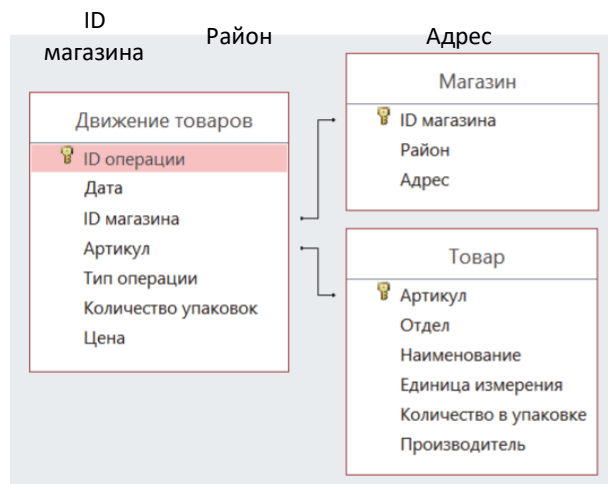 ID
магазина
Район
Адрес
Движение товаров
ID операции
Дата
ID магазина
Артикул
Тип операции
Количество упаковок
Цена
Магазин
ID магазина
Район
Адрес
Товар
Артикул
Отдел
Наименование
Единица измерения
Количество в упаковке
Производитель